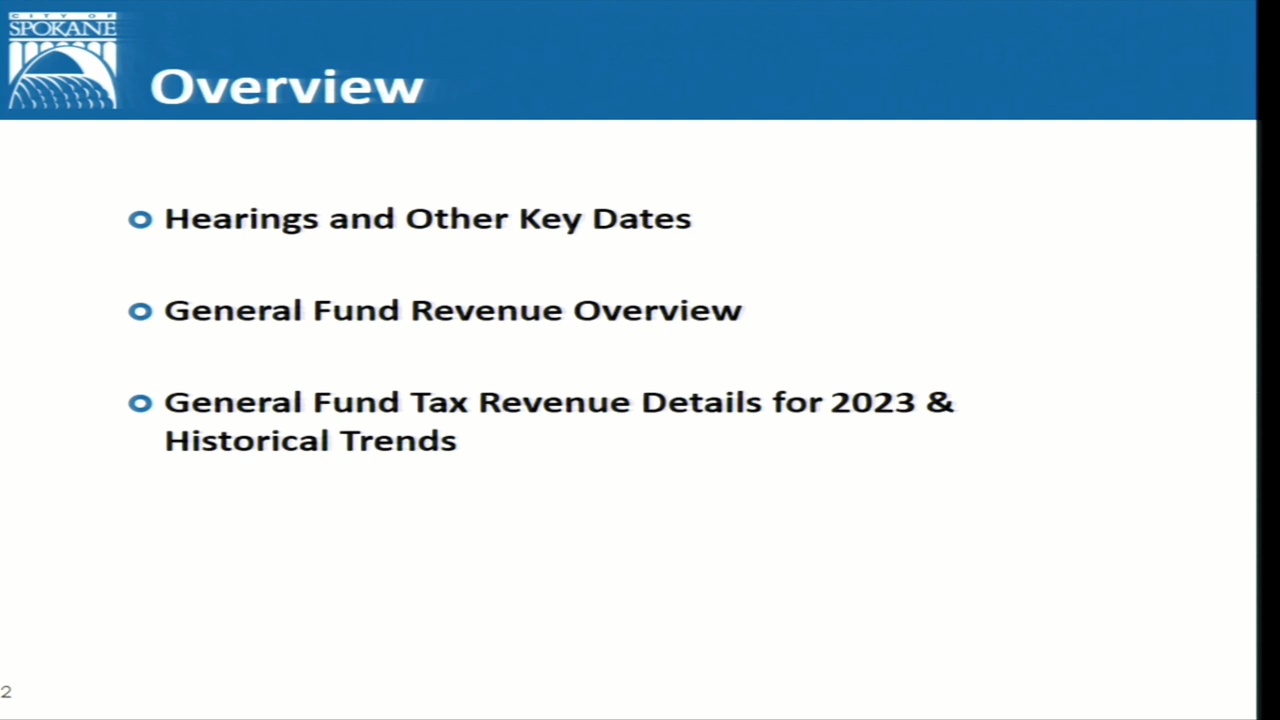 CITY OF
SPOKANE
Overview
Hearings and Other Key Dates
General Fund Revenue Overview
General Fund Tax Revenue Details for 2023 &
Historical Trends
2